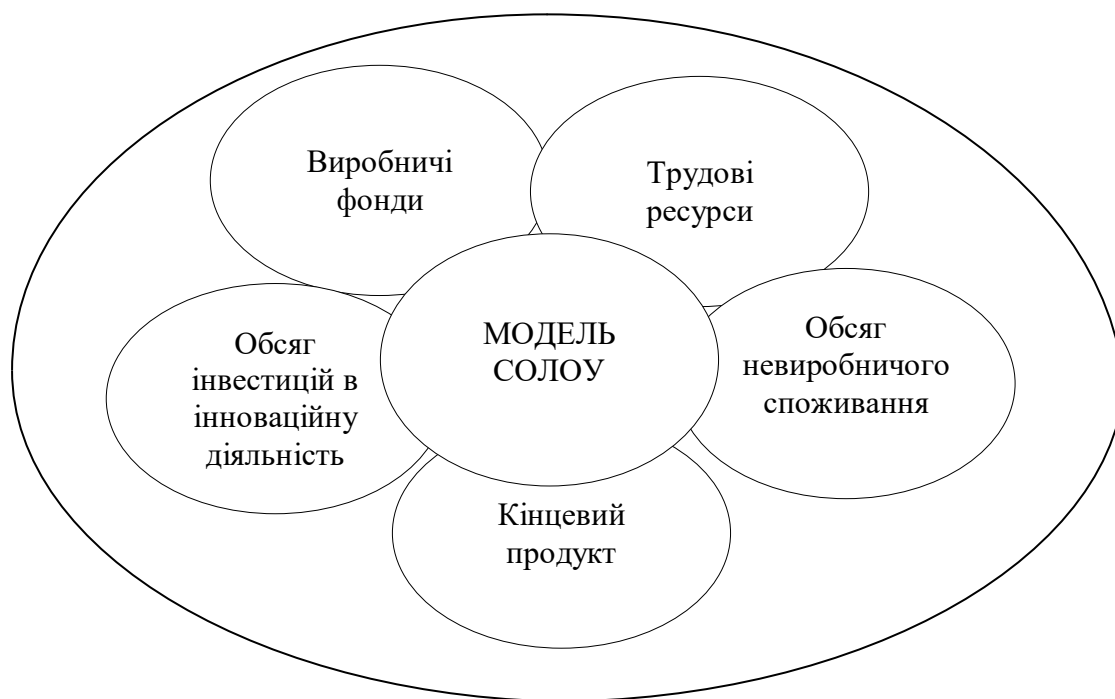 Виробничі
фонди
Трудові
ресурси
МОДЕЛЬ
СОЛОУ
Обсяг
інвестицій в
інноваційну
діяльність
Обсяг
невиробничого
споживання
Кінцевий
продукт